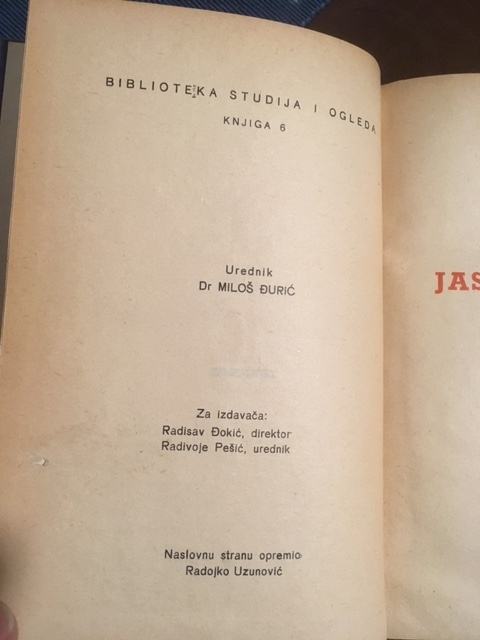 BIBLIOTEKA STUDIJA I OGLEDA
KNJIGA 6
Urednik
Dr MILOŠ ĐURIĆ
Za izdavača:
Radisav Đokić, direktor
Radivoje Pešić, urednik
Naslovnu stranu opremio
Radojko Uzunović
JAS